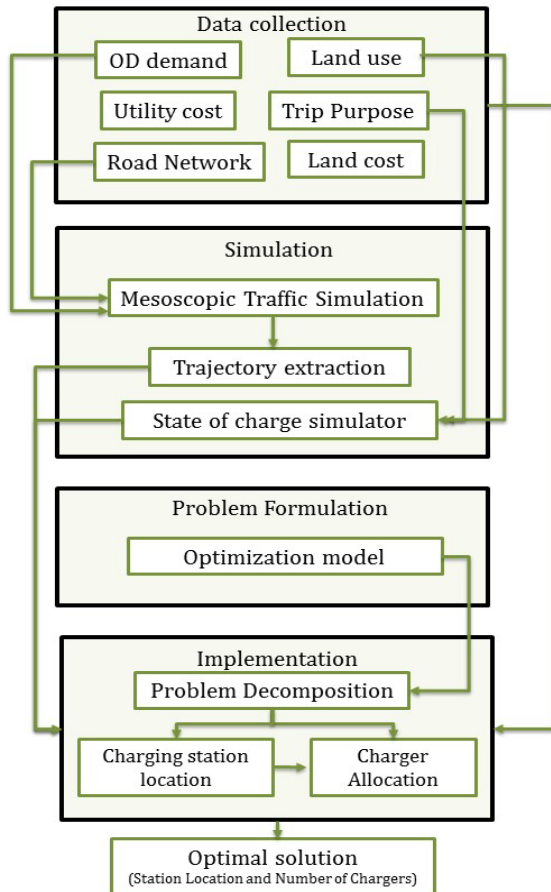 Data collection
OD demand
Land use
Utility cost
Trip Purpose
Road Network
Land cost
Simulation
Mesoscopic Traffic Simulation
Trajectory extraction
State of charge simulator
Problem Formulation
Optimization model
Implementation
Problem Decomposition
Charging station
location
Charger
Allocation
Optimal solution
(Station Location and Number of Chargers)